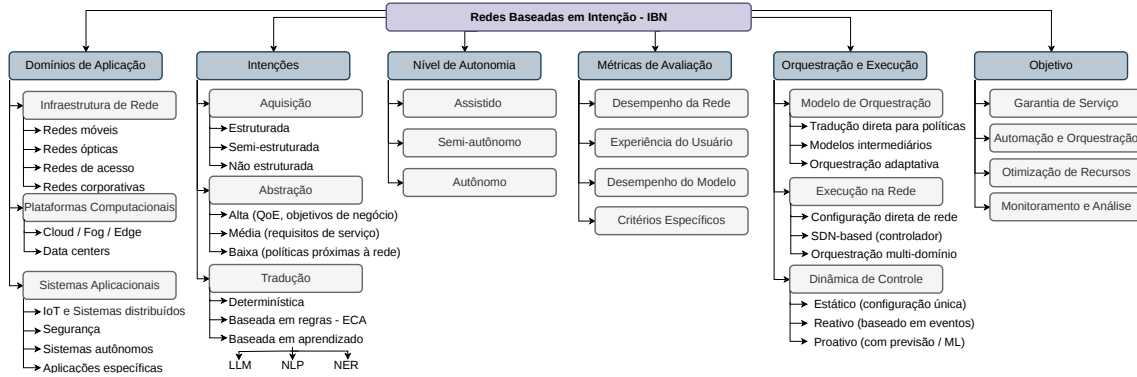 Redes Baseadas em Intenção - IBN
Domínios de Aplicação
Infraestrutura de Rede
Redes móveis
Redes ópticas
Redes de acesso
Redes corporativas
Plataformas Computacionais
Cloud / Fog / Edge
Data centers
Sistemas Aplicacionais
IoT e Sistemas distribuídos
Segurança
Sistemas autônomos
Aplicações específicas
Intenções
Aquisição
Estruturada
Semi-estruturada
Não estruturada
Abstração
Alta (QoE, objetivos de negócio)
Média (requisitos de serviço)
Baixa (políticas próximas à rede)
Tradução
Determinística
Baseada em regras - ECA
Baseada em aprendizado
LLM NLP NER
Nível de Autonomia
Assistido
Semi-autônomo
Autônomo
Métricas de Avaliação
Desempenho da Rede
Experiência do Usuário
Desempenho do Modelo
Critérios Específicos
Orquestração e Execução
Modelo de Orquestração
Tradução direta para políticas
Modelos intermediários
Orquestração adaptativa
Execução na Rede
Configuração direta de rede
SDN-based (controlador)
Orquestração multi-domínio
Dinâmica de Controle
Estático (configuração única)
Reativo (baseado em eventos)
Proativo (com previsão / ML)
Objetivo
Garantia de Serviço
Automação e Orquestração
Otimização de Recursos
Monitoramento e Análise